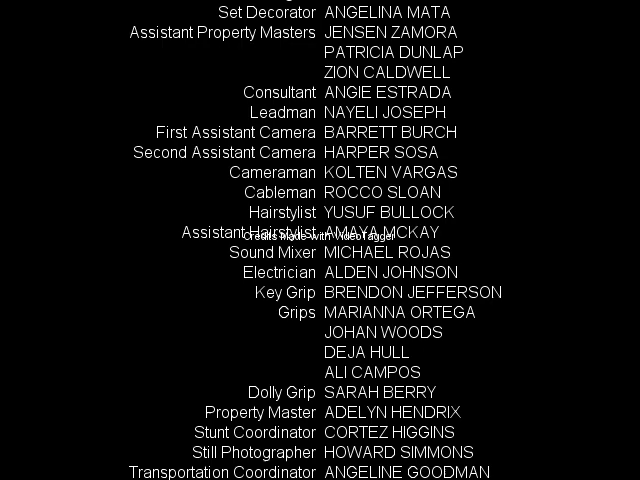 Set Decorator ANGELINA MATA
Assistant Property Masters JENSEN ZAMORA
PATRICIA DUNLAP
ZION CALDWELL
Consultant ANGIE ESTRADA
Leadman NAYELI JOSEPH
First Assistant Camera BARRETT BURCH
Second Assistant Camera HARPER SOSA
Cameraman KOLTEN VARGAS
Cableman ROCCO SLOAN
Hairstylist YUSUF BULLOCK
Assistant Hairstylist AMAYA MCKAY
Credits made with VideoTagger
Sound Mixer MICHAEL ROJAS
Electrician ALDEN JOHNSON
Key Grip BRENDON JEFFERSON
Grips MARIANNA ORTEGA
JOHAN WOODS
DEJA HULL
ALI CAMPOS
Dolly Grip SARAH BERRY
Property Master ADELYN HENDRIX
Stunt Coordinator CORTEZ HIGGINS
Still Photographer HOWARD SIMMONS
Transportation Coordinator ANGELINE GOODMAN